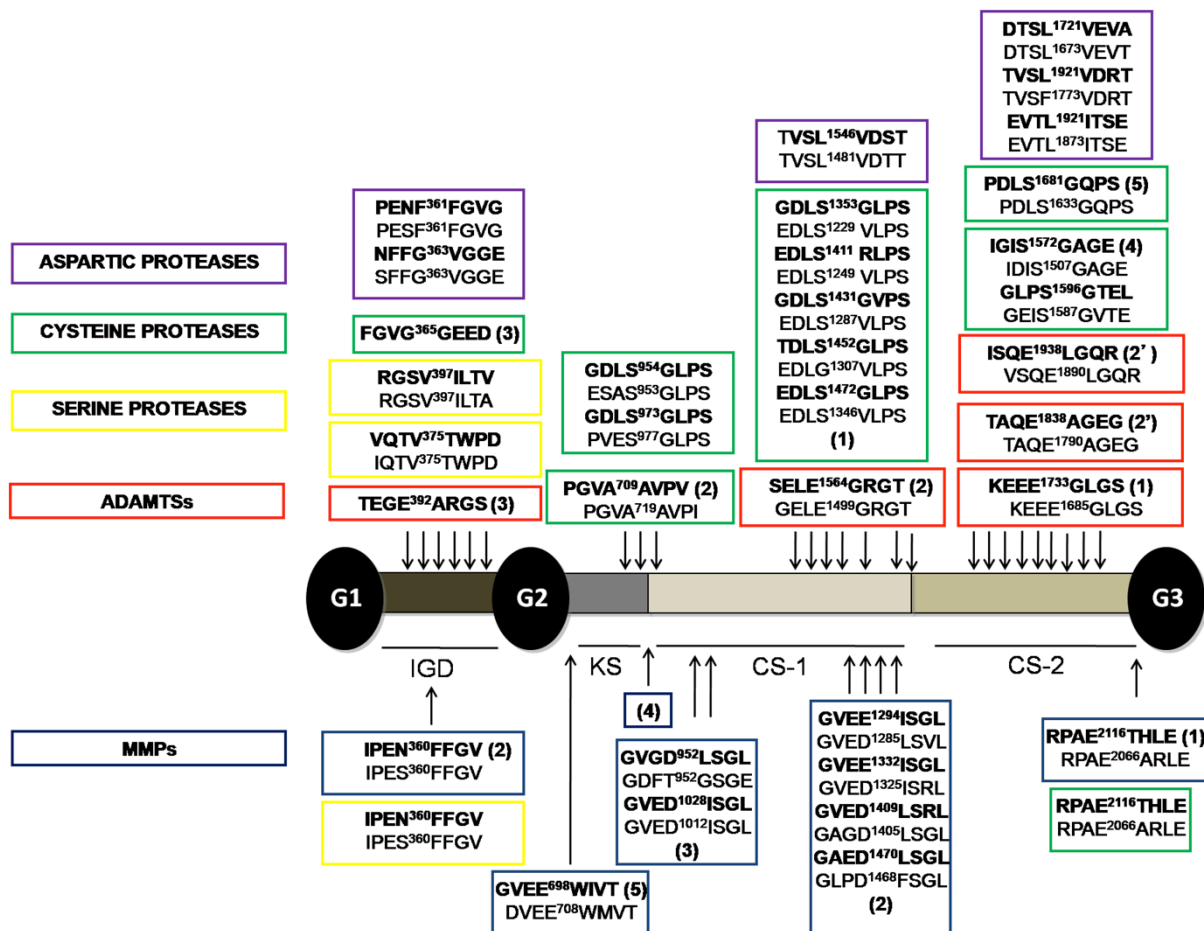 ASPARTIC PROTEASES
CYSTEINE PROTEASES
SERINE PROTEASES
ADAMTSs
MMPs
PENF³⁶¹FGVG
PESF³⁶¹FGVG
NFFG³⁶³VGGE
SFFG³⁶³VGGE
FGVG³⁶⁵GEED (3)
RGSV³⁹⁷ILTV
RGSV³⁹⁷ILTA
VQTV³⁷⁵TWPD
IQTV³⁷⁵TWPD
TEGE³⁹²ARGS (3)
GDLS⁹⁵⁴GLPS
ESAS⁹⁵³GLPS
GDLS⁹⁷³GLPS
PVES⁹⁷⁷GLPS
PGVA⁷⁰⁹AVPV (2)
PGVA⁷¹⁹AVPI
TVSL¹⁵⁴⁶VDST
TVSL¹⁴⁸¹VDTT
GDLS¹³⁵³GLPS
EDLS¹²²⁹ VLPS
EDLS¹⁴¹¹ RLPS
EDLS¹²⁴⁹ VLPS
GDLS¹⁴³¹GVPS
EDLS¹²⁸⁷VLPS
TDLS¹⁴⁵²GLPS
EDLG¹³⁰⁷VLPS
EDLS¹⁴⁷²GLPS
EDLS¹³⁴⁶VLPS
(1)
SELE¹⁵⁶⁴GRGT (2)
GELE¹⁴⁹⁹GRGT
DTSL¹⁷²¹VEVA
DTSL¹⁶⁷³VEVT
TVSL¹⁹²¹VDRT
TVSF¹⁷⁷³VDRT
EVTL¹⁹²¹ITSE
EVTL¹⁸⁷³ITSE
PDLS¹⁶⁸¹GQPS (5)
PDLS¹⁶³³GQPS
IGIS¹⁵⁷²GAGE (4)
IDIS¹⁵⁰⁷GAGE
GLPS¹⁵⁹⁶GTEL
GEIS¹⁵⁸⁷GVTE
ISQE¹⁹³⁸LGQR (2’ )
VSQE¹⁸⁹⁰LGQR
TAQE¹⁸³⁸AGEG (2’)
TAQE¹⁷⁹⁰AGEG
KEEE¹⁷³³GLGS (1)
KEEE¹⁶⁸⁵GLGS
G1
G2
G3
IGD
KS
CS-1
CS-2
IPEN³⁶⁰FFGV (2)
IPES³⁶⁰FFGV
IPEN³⁶⁰FFGV
IPES³⁶⁰FFGV
GVEE⁶⁹⁸WIVT (5)
DVEE⁷⁰⁸WMVT
(4)
GVGD⁹⁵²LSGL
GDFT⁹⁵²GSGE
GVED¹⁰²⁸ISGL
GVED¹⁰¹²ISGL
(3)
GVEE¹²⁹⁴ISGL
GVED¹²⁸⁵LSVL
GVEE¹³³²ISGL
GVED¹³²⁵ISRL
GVED¹⁴⁰⁹LSRL
GAGD¹⁴⁰⁵LSGL
GAED¹⁴⁷⁰LSGL
GLPD¹⁴⁶⁸FSGL
(2)
RPAE²¹¹⁶THLE (1)
RPAE²⁰⁶⁶ARLE
RPAE²¹¹⁶THLE
RPAE²⁰⁶⁶ARLE